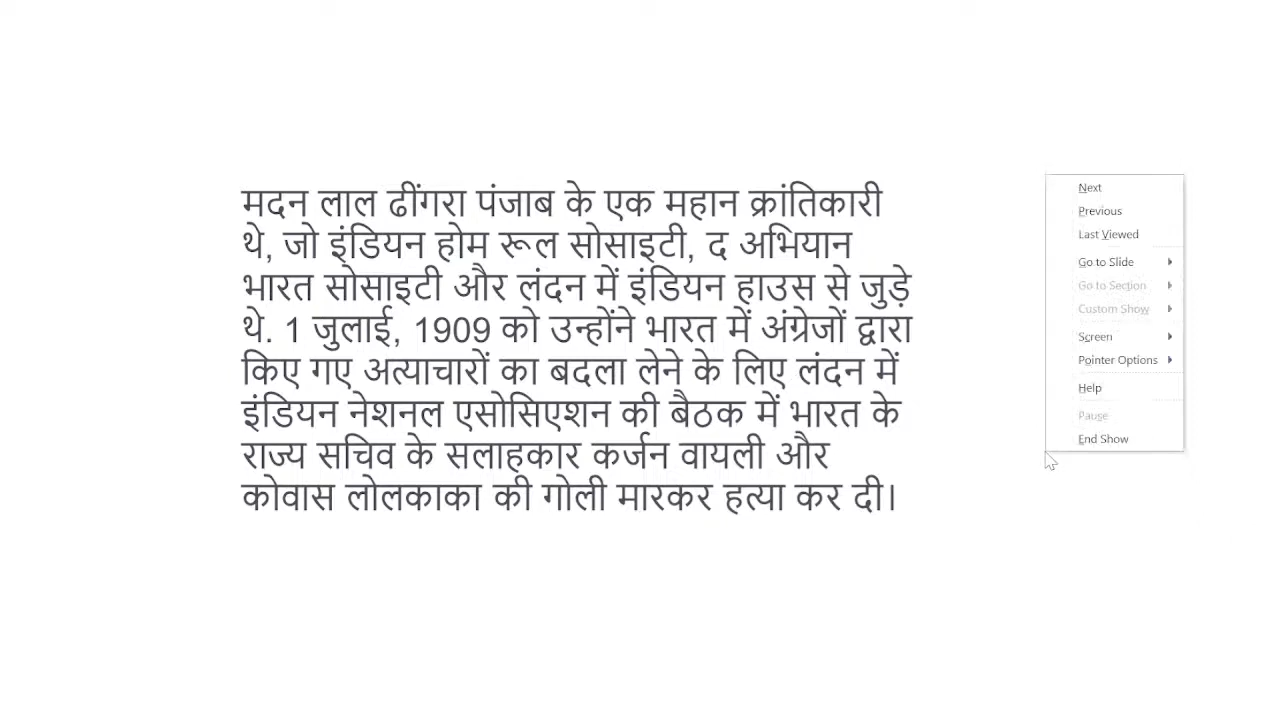 मदन लाल ढींगरा पंजाब के एक महान क्रांतिकारी
थे, जो इंडियन होम रूल सोसाइटी, द अभियान
भारत सोसाइटी और लंदन में इंडियन हाउस से जुड़े
थे. 1 जुलाई, 1909 को उन्होंने भारत में अंग्रेजों द्वारा
किए गए अत्याचारों का बदला लेने के लिए लंदन में
इंडियन नेशनल एसोसिएशन की बैठक में भारत के
राज्य सचिव के सलाहकार कर्जन वायली और
कोवास लोलकाका की गोली मारकर हत्या कर दी।
Next
Previous
Last Viewed
Go to Slide
Go to Section
Custom Show
Screen
Pointer Options
Help
Pause
End Show